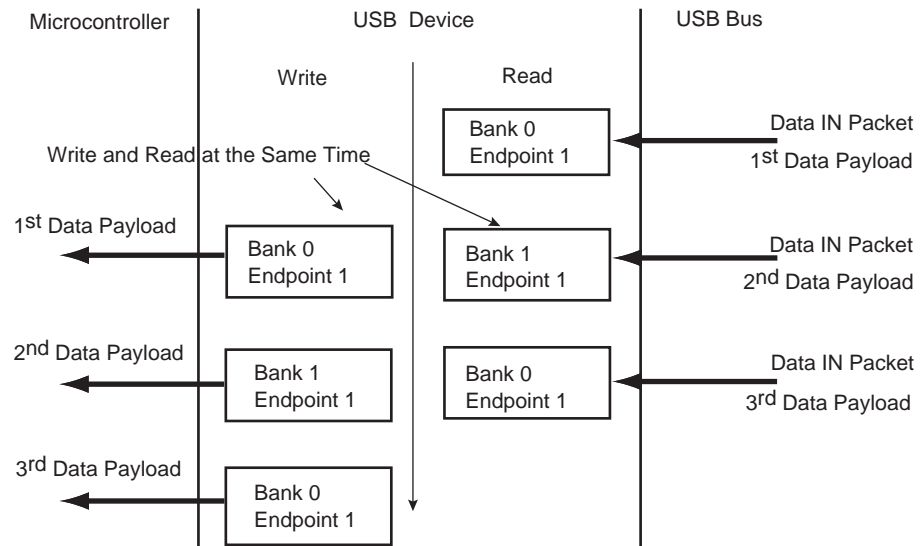 Microcontroller
USB Device
USB Bus
Write
Read
Bank 0
Endpoint 1
Data IN Packet
1st Data Payload
Write and Read at the Same Time
1st Data Payload
Bank 0
Endpoint 1
Bank 1
Endpoint 1
Data IN Packet
2nd Data Payload
2nd Data Payload
Bank 1
Endpoint 1
Bank 0
Endpoint 1
Data IN Packet
3rd Data Payload
3rd Data Payload
Bank 0
Endpoint 1